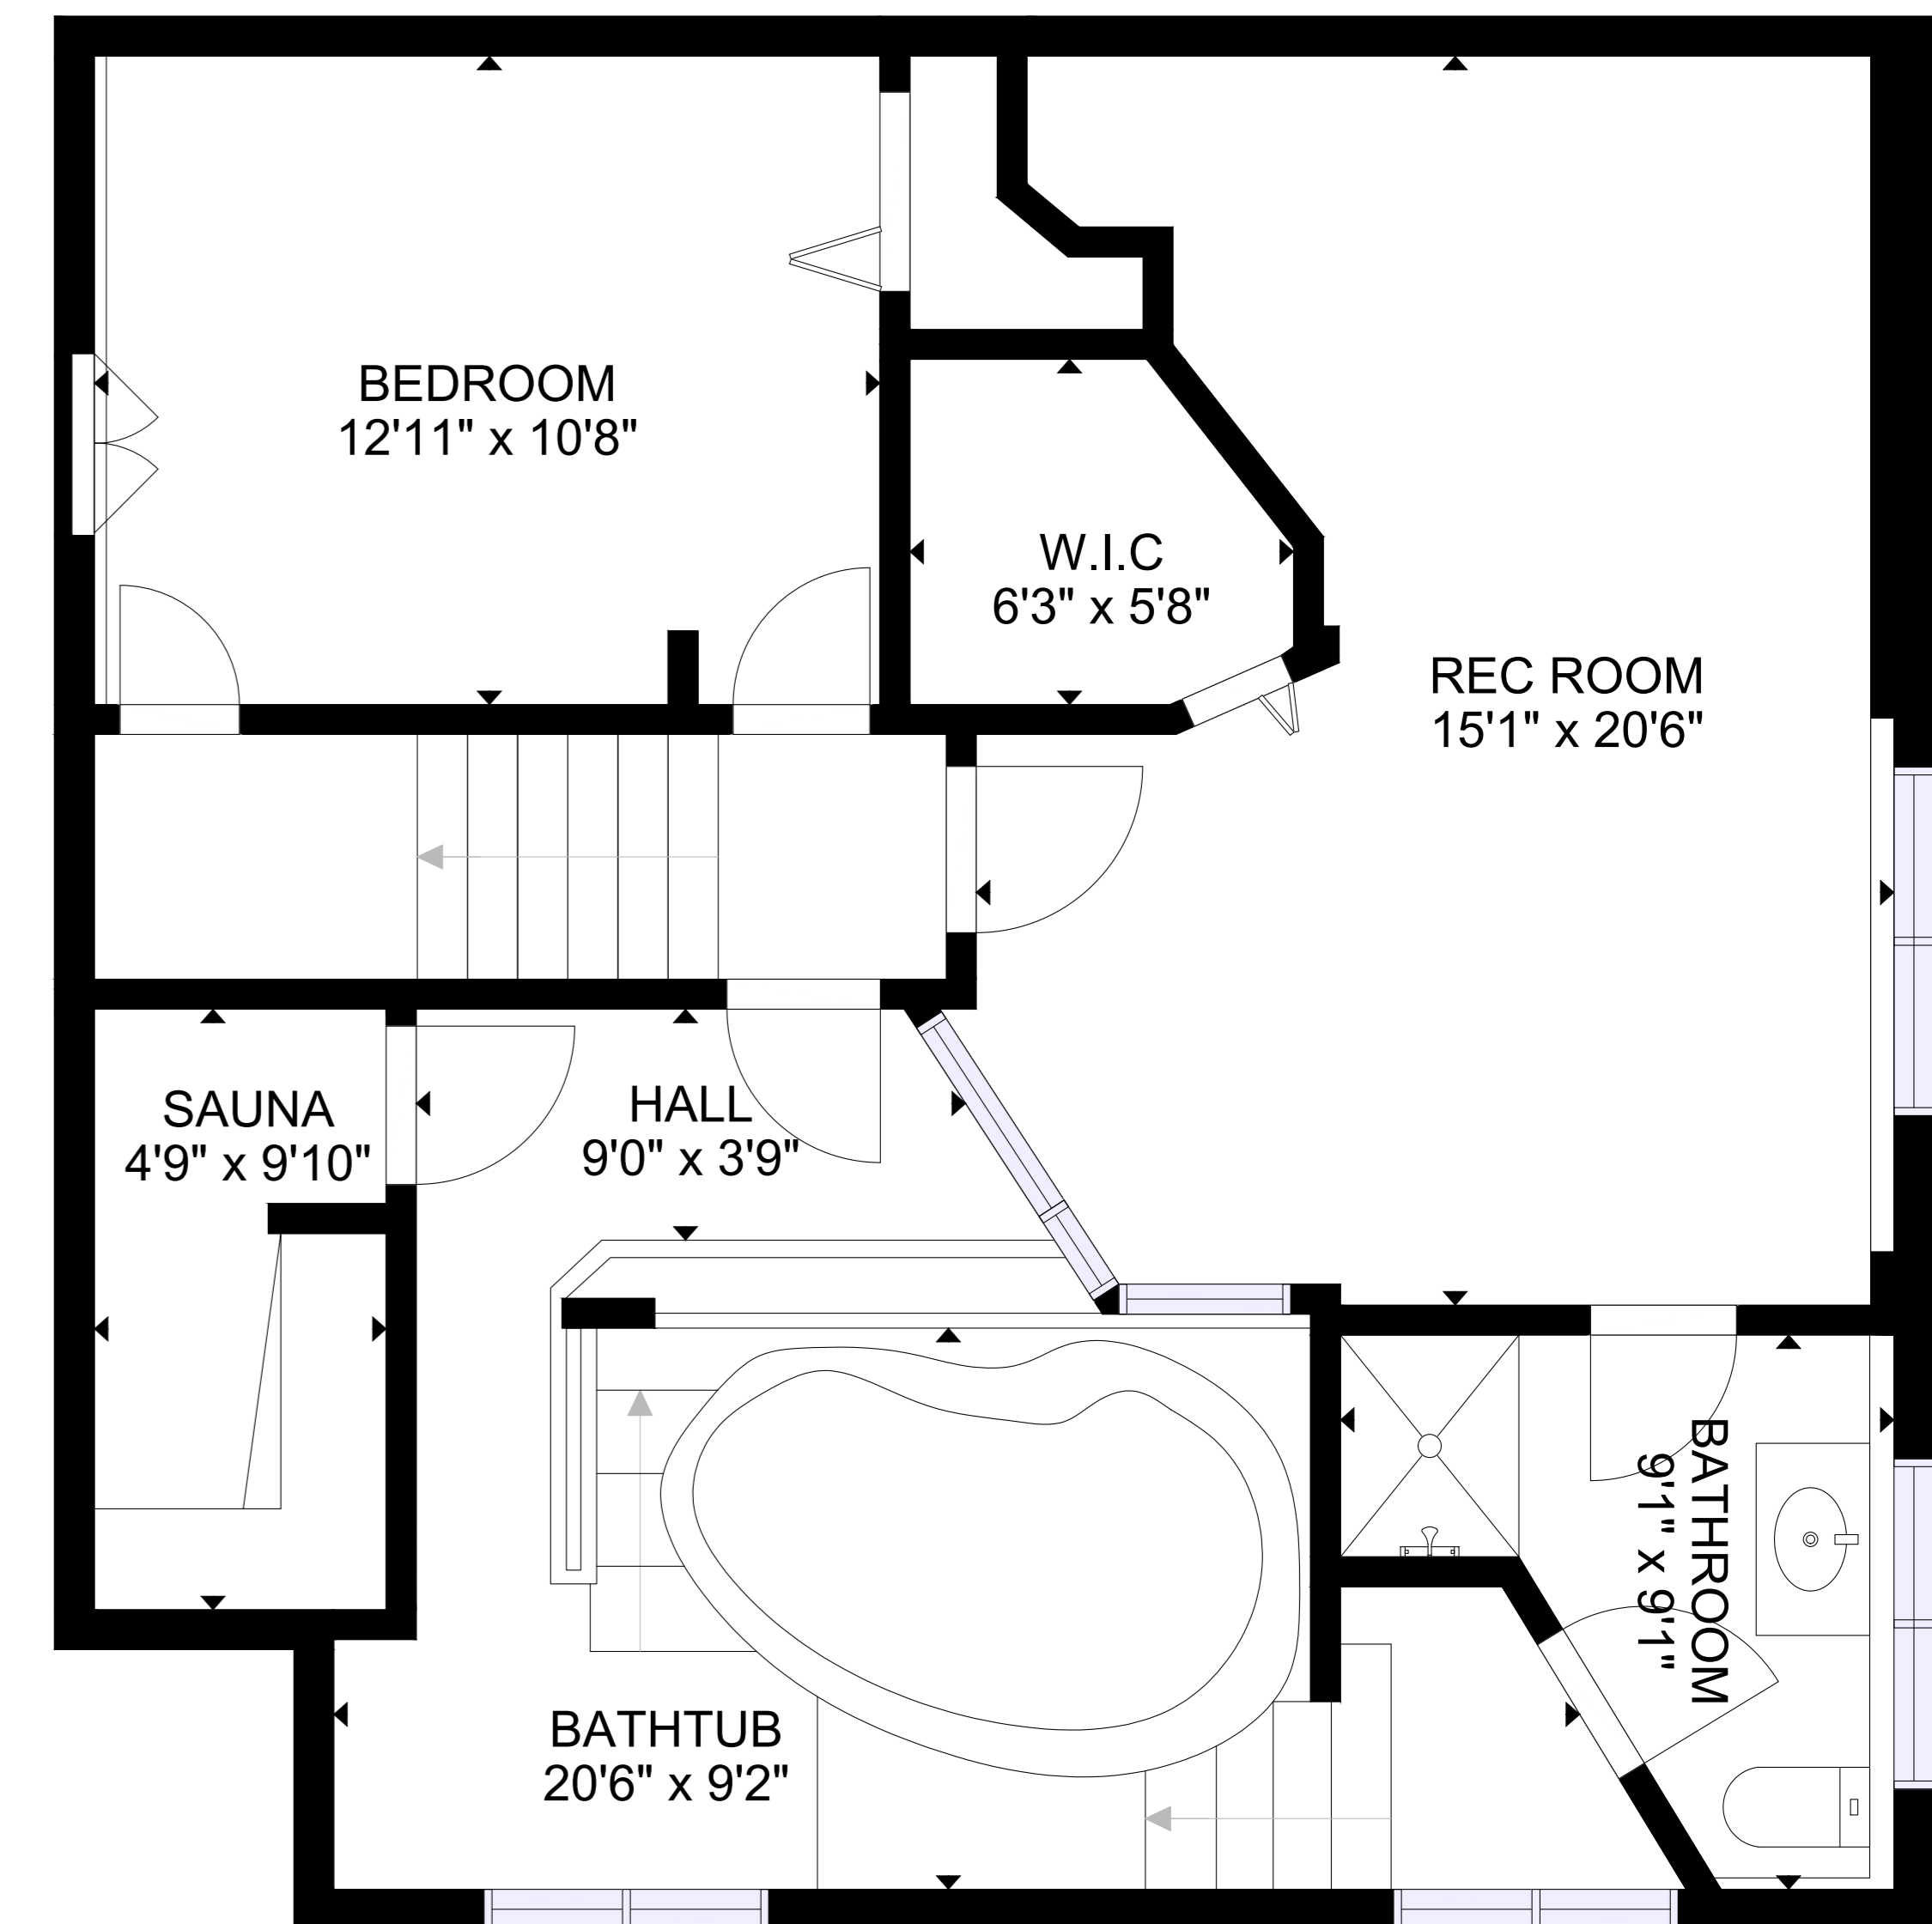 BEDROOM
12'11" x 10'8"
W.I.C
6'3" x 5'8"
REC ROOM
15'1" x 20'6"
SAUNA
4'9" x 9'10"
HALL
9'0" x 3'9"
BATHROOM
9'1" x 9'1"
BATHTUB
20'6" x 9'2"